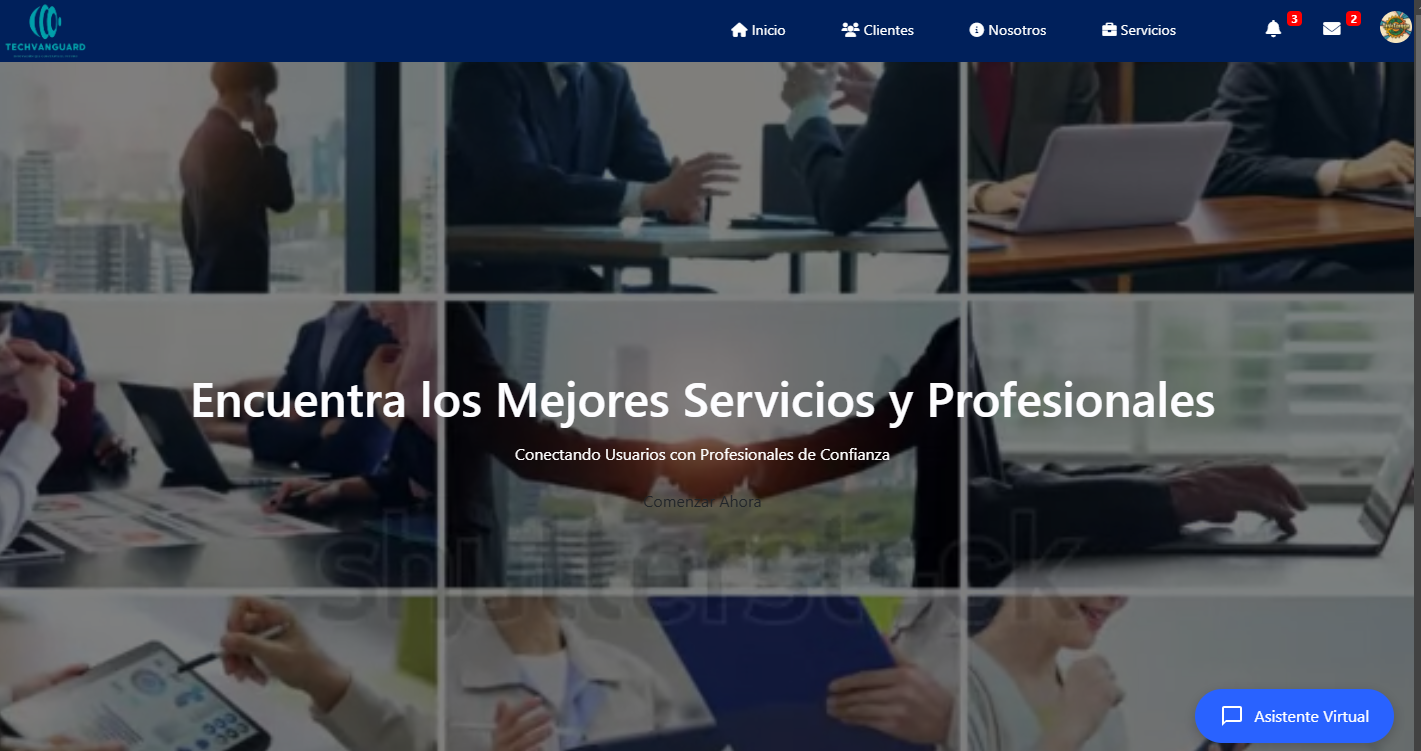 TECHVANGUARD
Inicio
Clientes
Nosotros
Servicios
3
2
Encuentra los Mejores Servicios y Profesionales
Conectando Usuarios con Profesionales de Confianza
Comenzar Ahora
shutterstock
Asistente Virtual